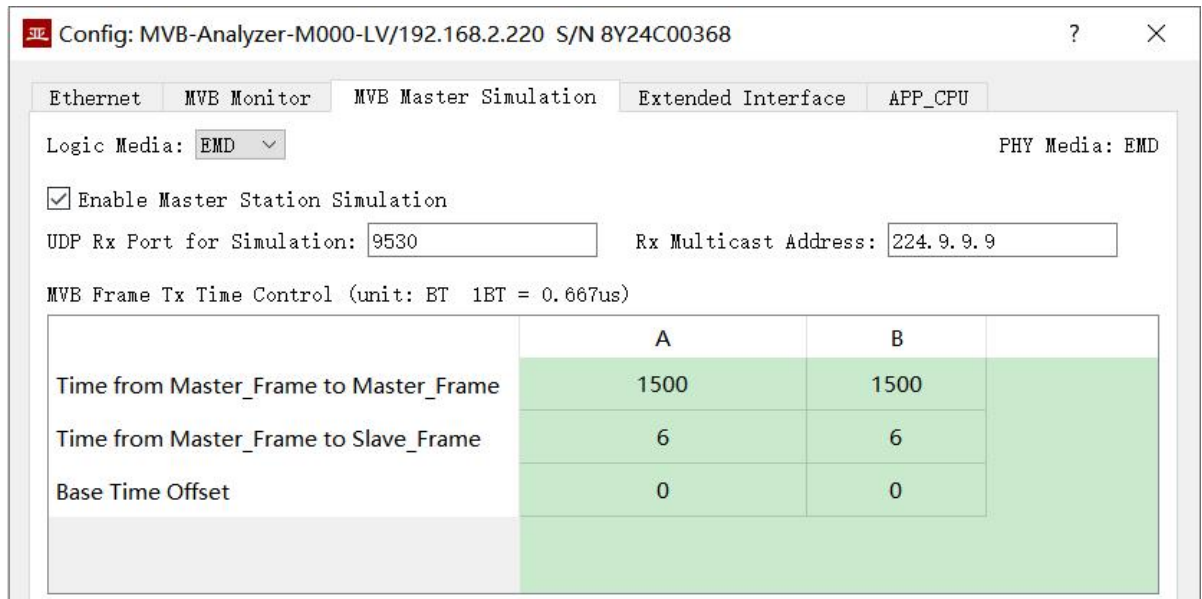 亚 Config: MVB-Analyzer-M000-LV/192.168.2.220 S/N 8Y24C00368 ?
Ethernet MVB Monitor MVB Master Simulation Extended Interface APP_CPU
Logic Media: EMD PHY Media: EMD
Enable Master Station Simulation
UDP Rx Port for Simulation: 9530 Rx Multicast Address: 224.9.9.9
MVB Frame Tx Time Control (unit: BT 1BT = 0.667us)
A B
Time from Master_Frame to Master_Frame 1500 1500
Time from Master_Frame to Slave_Frame 6 6
Base Time Offset 0 0